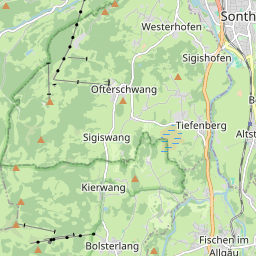 Westerhofen
Sonth
Sigishofen
Ofterschwang
Tiefenberg
Altst
Sigiswang
Kierwang
Bolsterlang
Fischen im
Allgäu